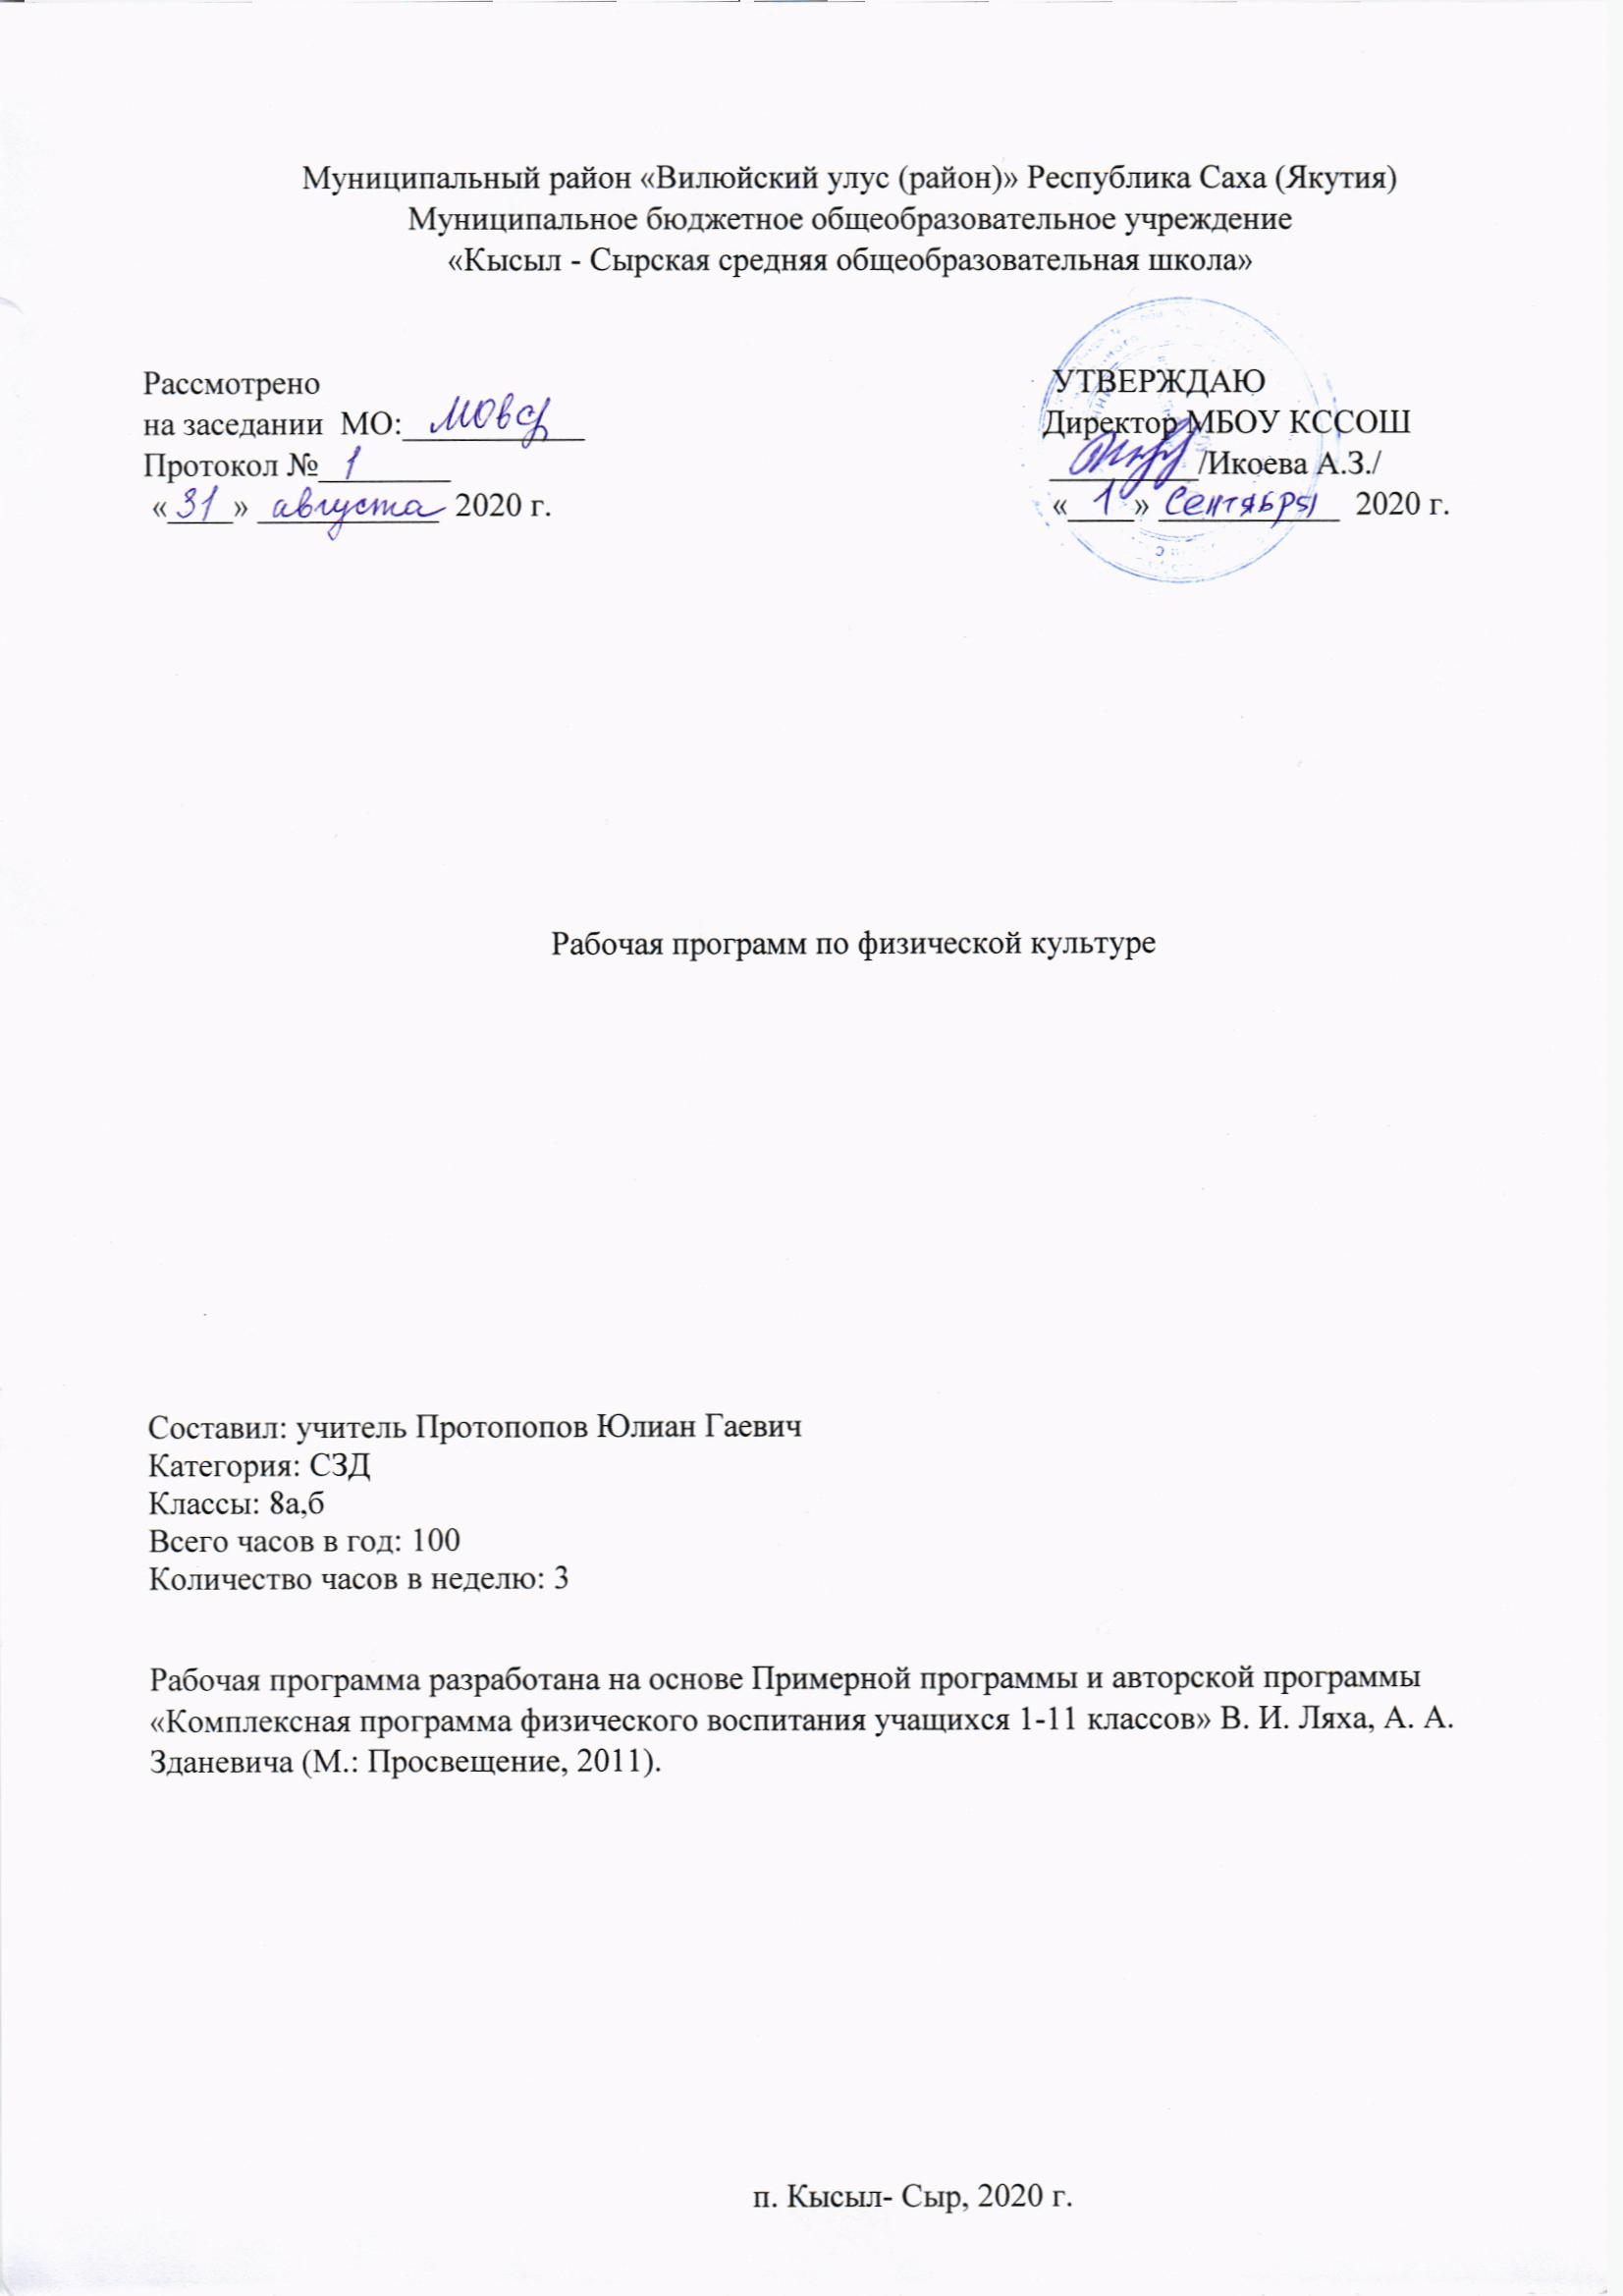 Муниципальный район «Вилюйский улус (район)» Республика Саха (Якутия)
Муниципальное бюджетное общеобразовательное учреждение
«Кысыл - Сырская средняя общеобразовательная школа»
Рассмотрено
на заседании МО:
Протокол № 1
«31» августа 2020 г.
УТВЕРЖДАЮ
Директор МБОУ КССОШ
/Икоева А.З./
«1» Сентября 2020 г.
Рабочая программ по физической культуре
Составил: учитель Протопопов Юлиан Гаевич
Категория: СЗД
Классы: 8а,б
Всего часов в год: 100
Количество часов в неделю: 3
Рабочая программа разработана на основе Примерной программы и авторской программы
«Комплексная программа физического воспитания учащихся 1-11 классов» В. И. Ляха, А. А.
Зданевича (М.: Просвещение, 2011).
п. Кысыл- Сыр, 2020 г.